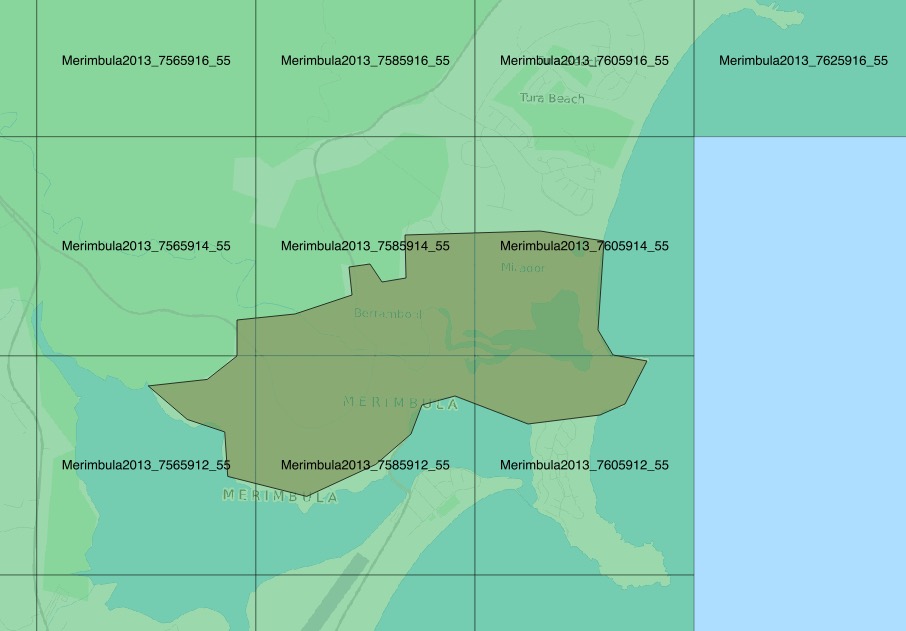 Merimbula2013_7565916_55 Merimbula2013_7585916_55 Merimbula2013_7605916_55 Merimbula2013_7625916_55
Tura Beach
Merimbula2013_7565914_55 Merimbula2013_7585914_55 Merimbula2013_7605914_55
Mirador
Berrambool
MERIMBULA
Merimbula2013_7565912_55 Merimbula2013_7585912_55 Merimbula2013_7605912_55
MERIMBULA